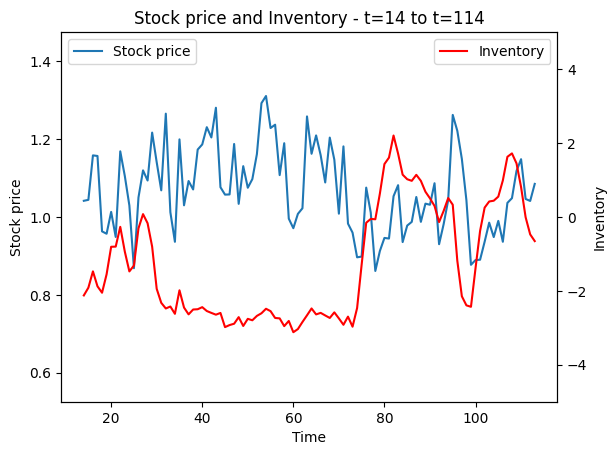 Stock price and Inventory - t=14 to t=114
Stock price
Inventory
1.4
1.2
1.0
0.8
0.6
Stock price
4
2
0
−2
−4
Inventory
20
40
60
80
100
Time